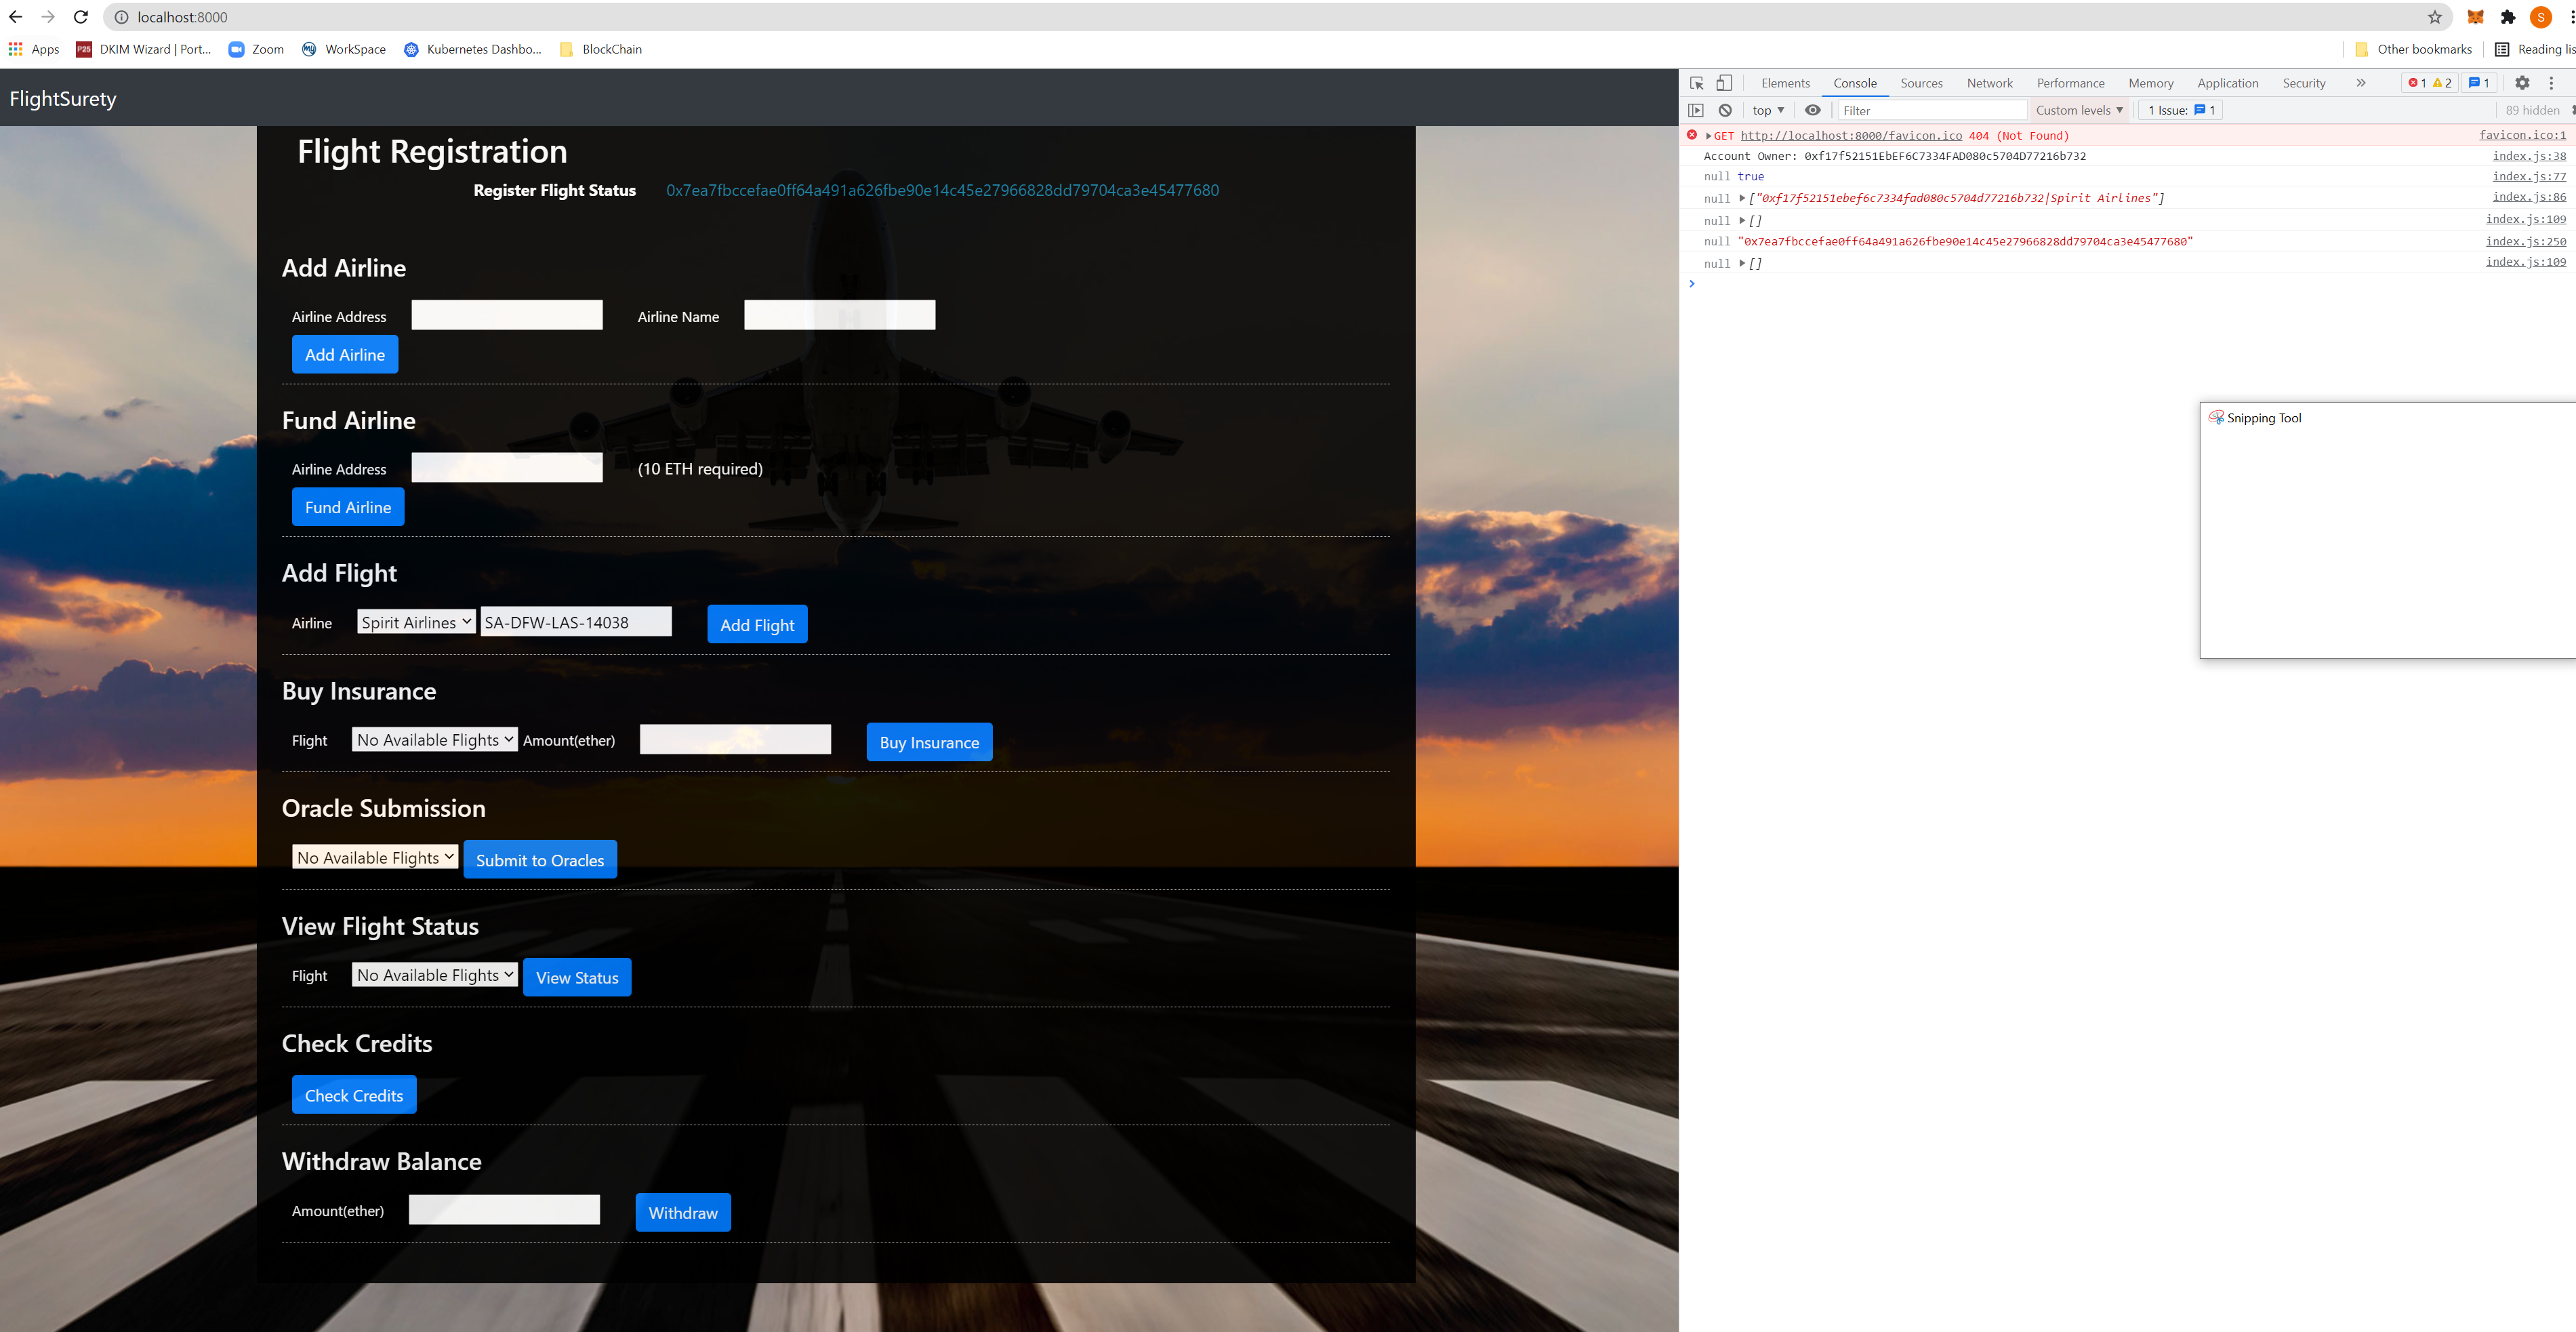 localhost:8000
Apps DKIM Wizard | Port... Zoom WorkSpace Kubernetes Dashbo... BlockChain Other bookmarks Reading lis
FlightSurety
Flight Registration
Register Flight Status 0x7ea7fbccefae0ff64a491a626fbe90e14c45e27966828dd79704ca3e45477680
Add Airline
Airline Address Airline Name
Add Airline
Fund Airline
Airline Address (10 ETH required)
Fund Airline
Add Flight
Airline Spirit Airlines SA-DFW-LAS-14038 Add Flight
Buy Insurance
Flight No Available Flights Amount(ether) Buy Insurance
Oracle Submission
No Available Flights Submit to Oracles
View Flight Status
Flight No Available Flights View Status
Check Credits
Check Credits
Withdraw Balance
Amount(ether) Withdraw
Elements Console Sources Network Performance Memory Application Security 1 2 1
top Filter Custom levels 1 Issue: 1 89 hidden
GET http://localhost:8000/favicon.ico 404 (Not Found) favicon.ico:1
Account Owner: 0xf17f52151EbEF6C7334FAD080c5704D77216b732 index.js:38
null true index.js:77
null ["0xf17f52151ebef6c7334fad080c5704d77216b732|Spirit Airlines"] index.js:86
null [] index.js:109
null "0x7ea7fbccefae0ff64a491a626fbe90e14c45e27966828dd79704ca3e45477680" index.js:250
null [] index.js:109
Snipping Tool